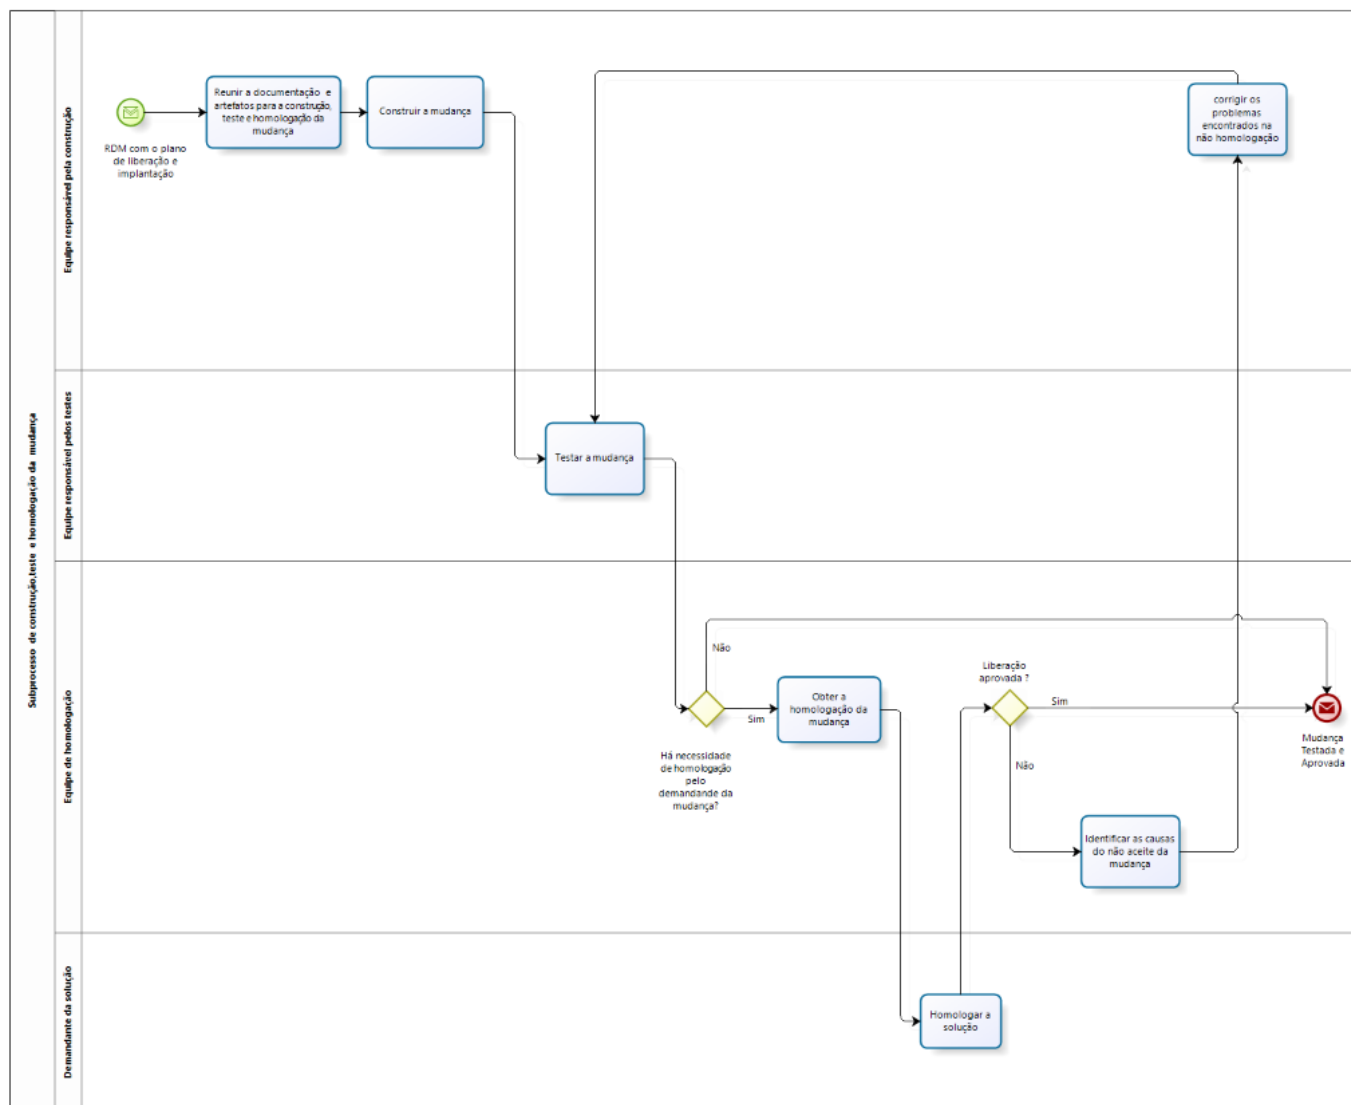 Subprocesso de construção,teste e homologação da mudança
Equipe responsável pela construção
RDM com o plano
de liberação e
implantação
Reunir a documentação e
artefatos para a construção,
teste e homologação da
mudança
Construir a mudança
corrigir os
problemas
encontrados na
não homologação
Equipe responsável pelos testes
Testar a mudança
Equipe de homologação
Há necessidade
de homologação
pelo
demandande da
mudança?
Não
Sim
Obter a
homologação da
mudança
Liberação
aprovada ?
Sim
Não
Identificar as causas
do não aceite da
mudança
Mudança
Testada e
Aprovada
Demandante da solução
Homologar a
solução